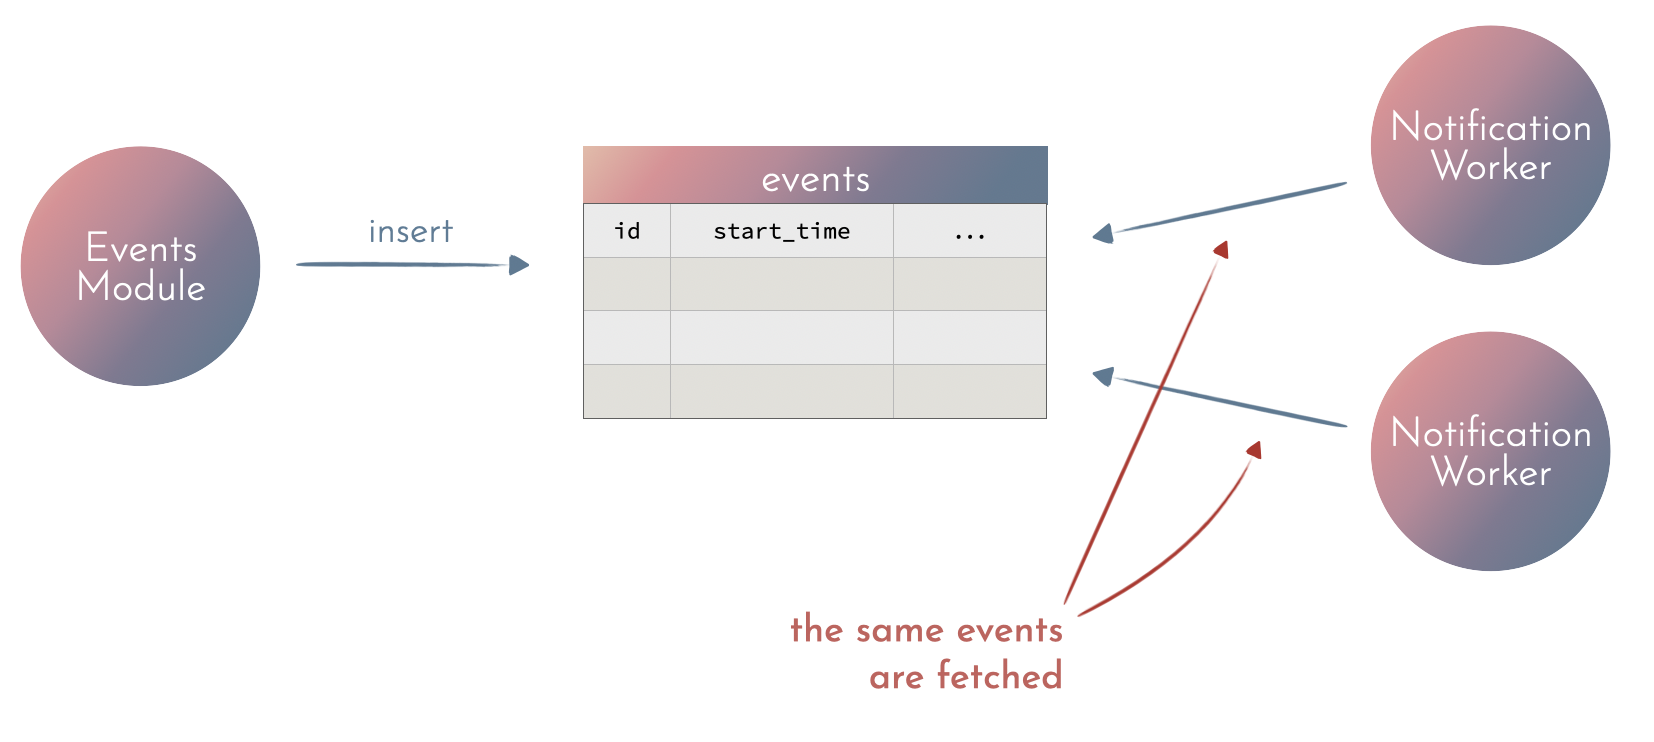 Events
Module
insert
events
id start_time ...
Notification
Worker
Notification
Worker
the same events
are fetched